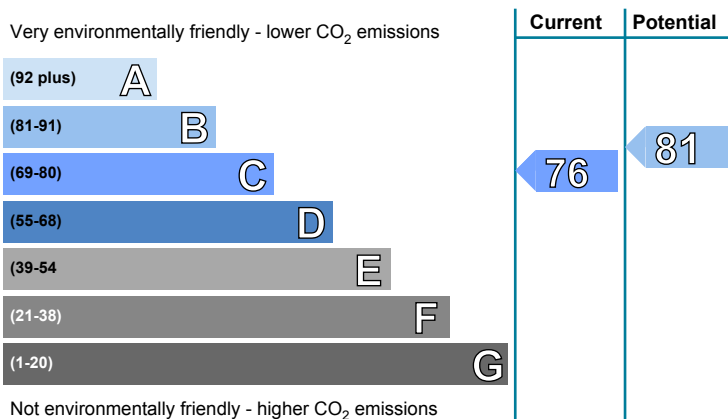 Very environmentally friendly - lower CO2 emissions
Current
Potential
(92 plus) A
(81-91) B
(69-80) C
(55-68) D
(39-54 E
(21-38) F
(1-20) G
76
81
Not environmentally friendly - higher CO2 emissions